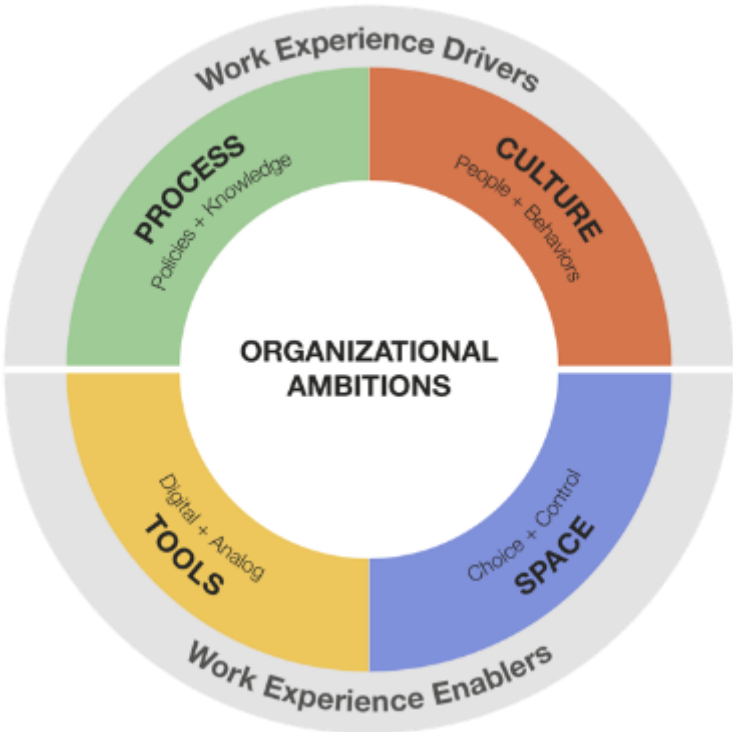 Work Experience Drivers
PROCESS
Policies + Knowledge
CULTURE
People + Behaviors
ORGANIZATIONAL
AMBITIONS
Digital + Analog
TOOLS
Choice + Control
SPACE
Work Experience Enablers